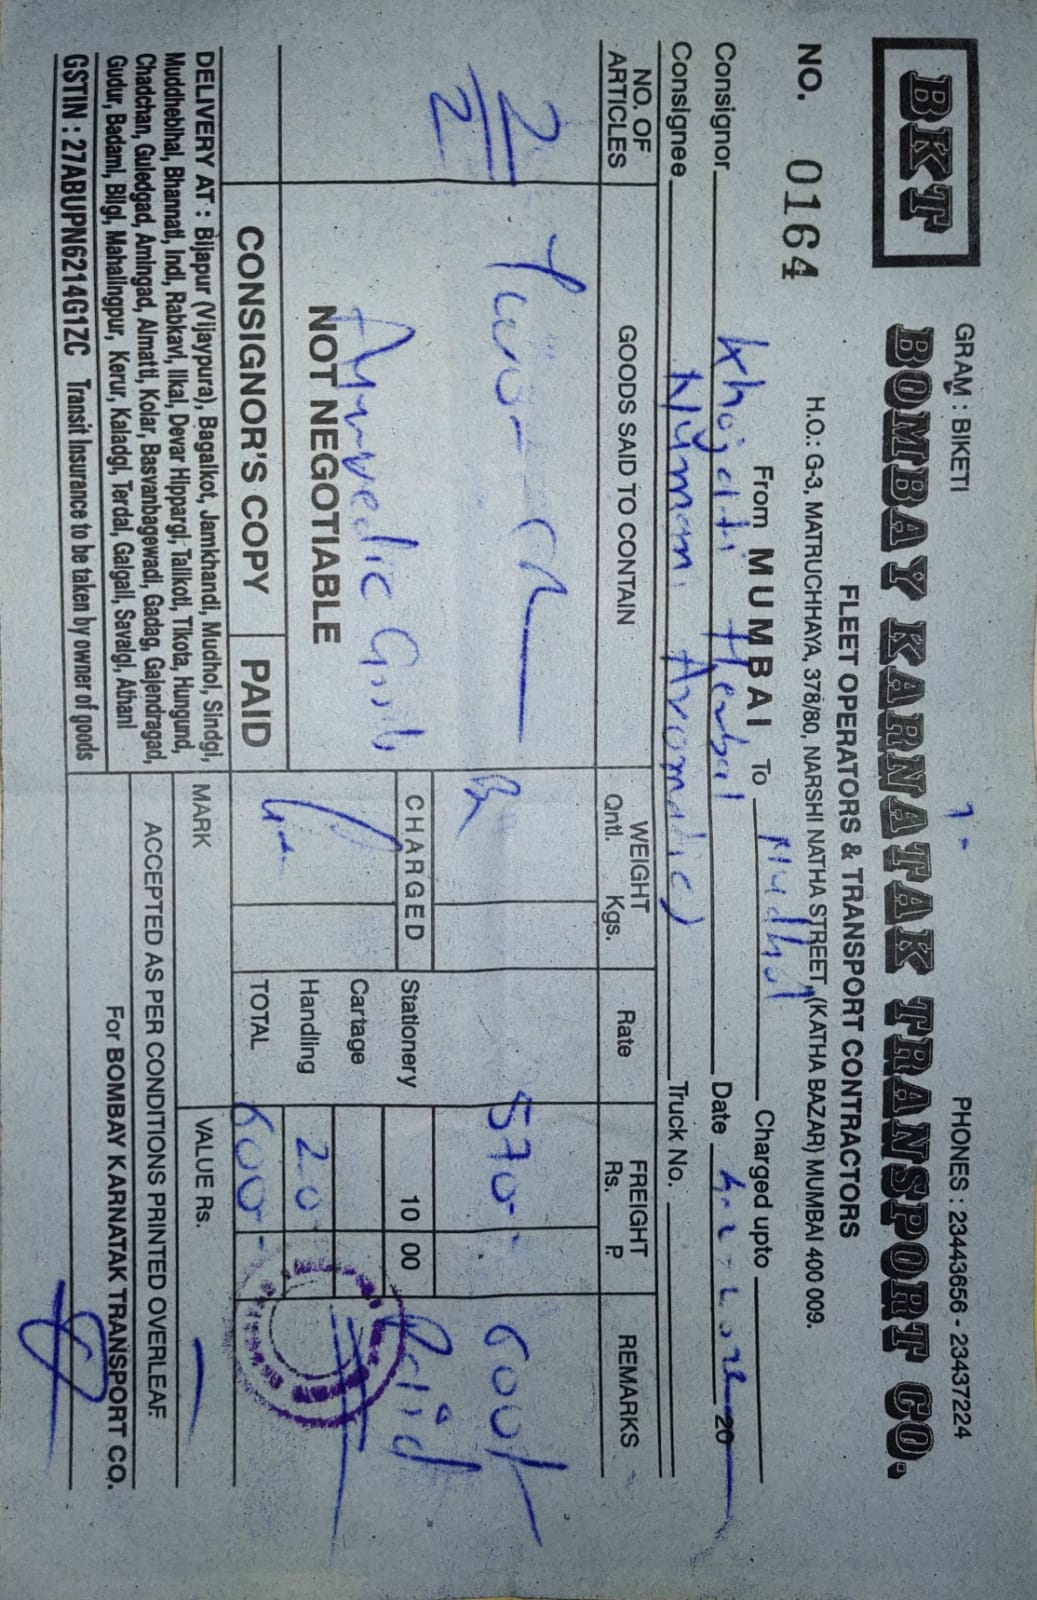 BKT
GRAM : BIKETI
PHONES : 23443656 - 23437224
BOMBAY KARNATAK TRANSPORT CO.
FLEET OPERATORS & TRANSPORT CONTRACTORS
H.O.: G-3, MATRUCHHAYA, 378/80, NARSHI NATHA STREET, (KATHA BAZAR) MUMBAI 400 009.
NO. 0164 From MUMBAI To Mudhol Charged upto
Consignor Khojati Herbal Date 20
Consignee Aromatic) Truck No.
NO. OF ARTICLES GOODS SAID TO CONTAIN WEIGHT Qntl. Kgs. Rate FREIGHT Rs. P. REMARKS
2 570- 600/-
2 Paid
CHARGED Stationery 10 00
Ayurvedic Goods Cartage
NOT NEGOTIABLE Handling 20
CONSIGNOR'S COPY PAID TOTAL 600-
DELIVERY AT : Bijapur (Vijaypura), Bagalkot, Jamkhandi, Mudhol, Sindgi,
Muddhebihal, Bhannati, Indi, Rabkavi, Ilkal, Devar Hippargi, Talikoti, Tikota, Hungund,
Chadchan, Guledgad, Amingad, Almatti, Kolar, Basvanbagewadi, Gadag, Gajendragad,
Gudur, Badami, Bilgi, Mahalingpur, Kerur, Kaladgi, Terdal, Galgali, Savalgi, Athani
GSTIN : 27ABUPN6214G1ZC Transit Insurance to be taken by owner of goods
MARK VALUE Rs.
ACCEPTED AS PER CONDITIONS PRINTED OVERLEAF
For BOMBAY KARNATAK TRANSPORT CO.